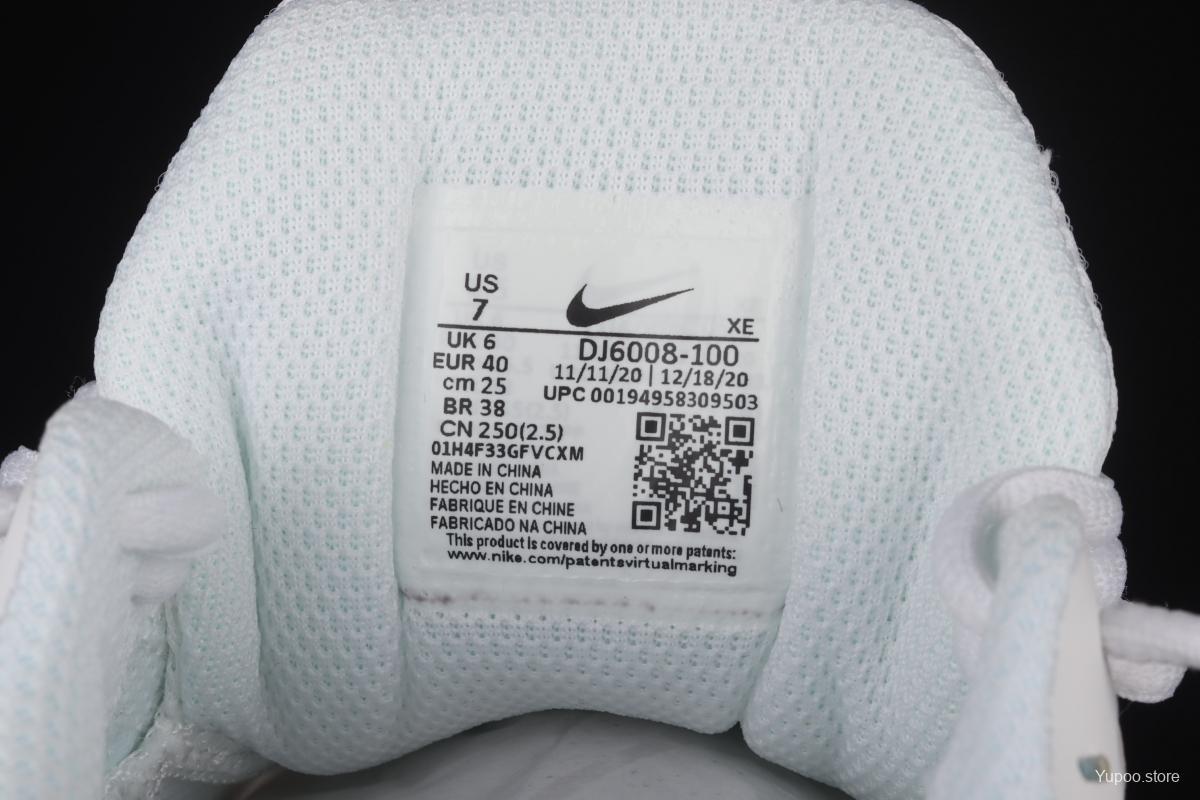 US
7
XE
UK 6
EUR 40
cm 25
BR 38
CN 250(2.5)
DJ6008-100
11/11/20 | 12/18/20
UPC 00194958309503
01H4F33GFVCXM
MADE IN CHINA
HECHO EN CHINA
FABRIQUE EN CHINE
FABRICADO NA CHINA
This product is covered by one or more patents:
www.nike.com/patentsvirtualmarking
Yupoo.store